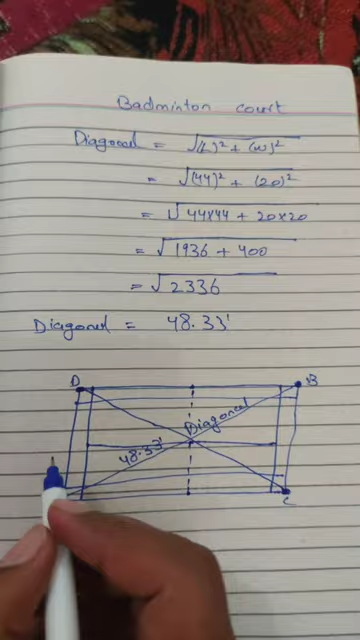 Badminton court
Diagonal = √(L)² + (w)²
= √(44)² + (20)²
= √44×44 + 20×20
= √1936 + 400
= √2336
Diagonal = 48.33'
D
B
Diagonal
48.33'
C